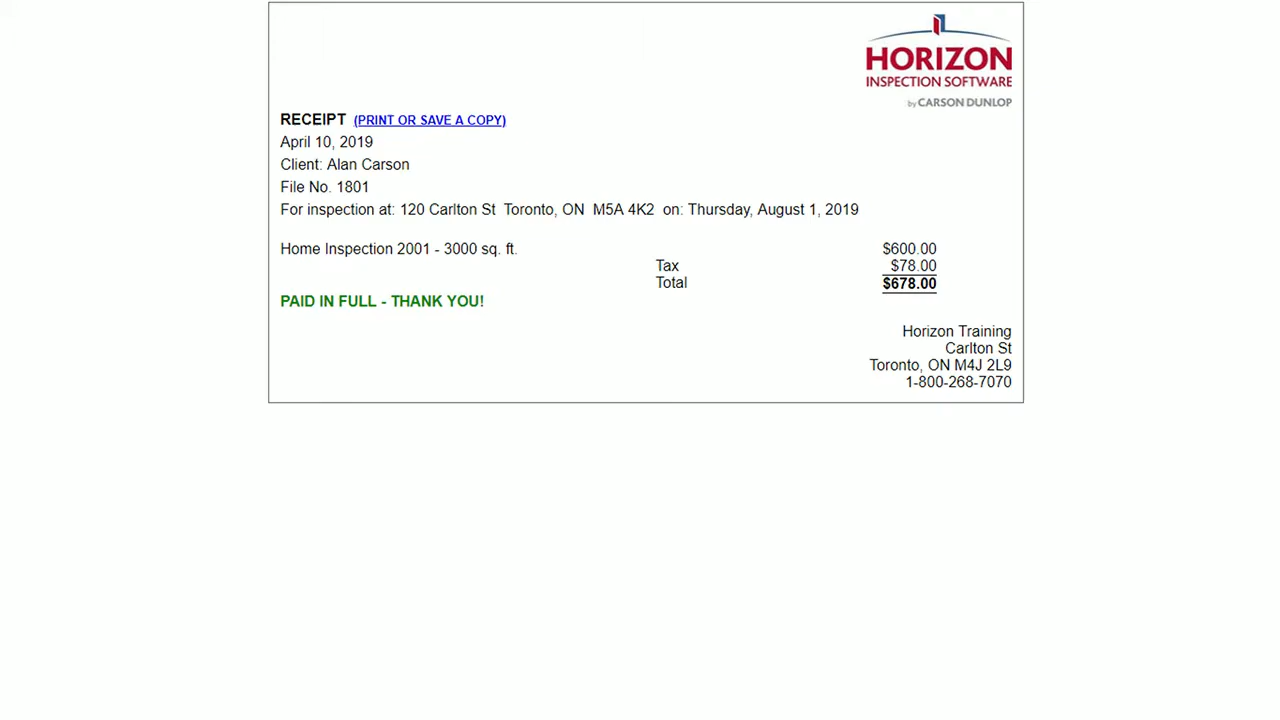 HORIZON
INSPECTION SOFTWARE
by CARSON DUNLOP
RECEIPT (PRINT OR SAVE A COPY)
April 10, 2019
Client: Alan Carson
File No. 1801
For inspection at: 120 Carlton St Toronto, ON M5A 4K2 on: Thursday, August 1, 2019
Home Inspection 2001 - 3000 sq. ft. $600.00
Tax $78.00
Total $678.00
PAID IN FULL - THANK YOU!
Horizon Training
Carlton St
Toronto, ON M4J 2L9
1-800-268-7070